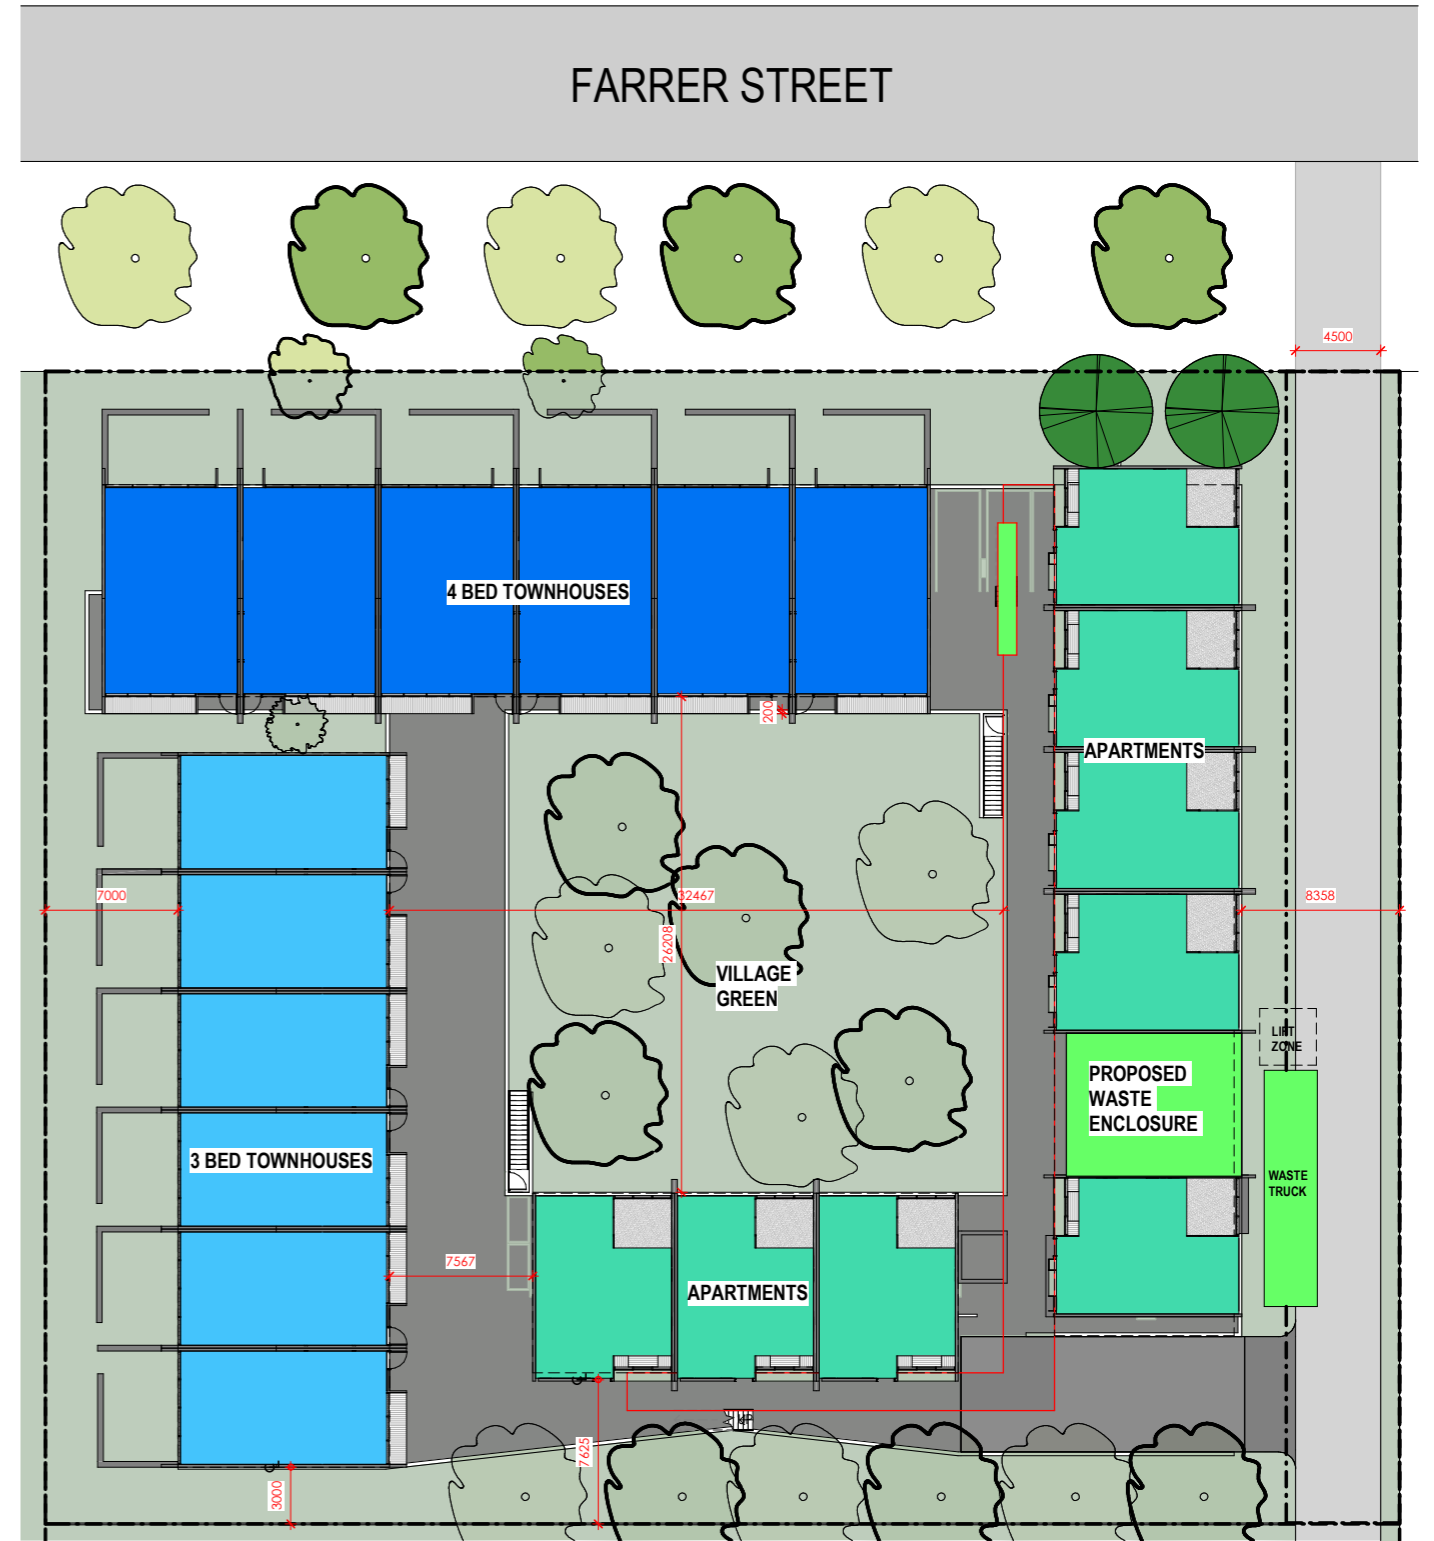 FARRER STREET
4500
4 BED TOWNHOUSES
200
APARTMENTS
7000
32467
8358
26208
VILLAGE
GREEN
LIFT
ZONE
PROPOSED
WASTE
ENCLOSURE
3 BED TOWNHOUSES
WASTE
TRUCK
7567
APARTMENTS
7625
3000